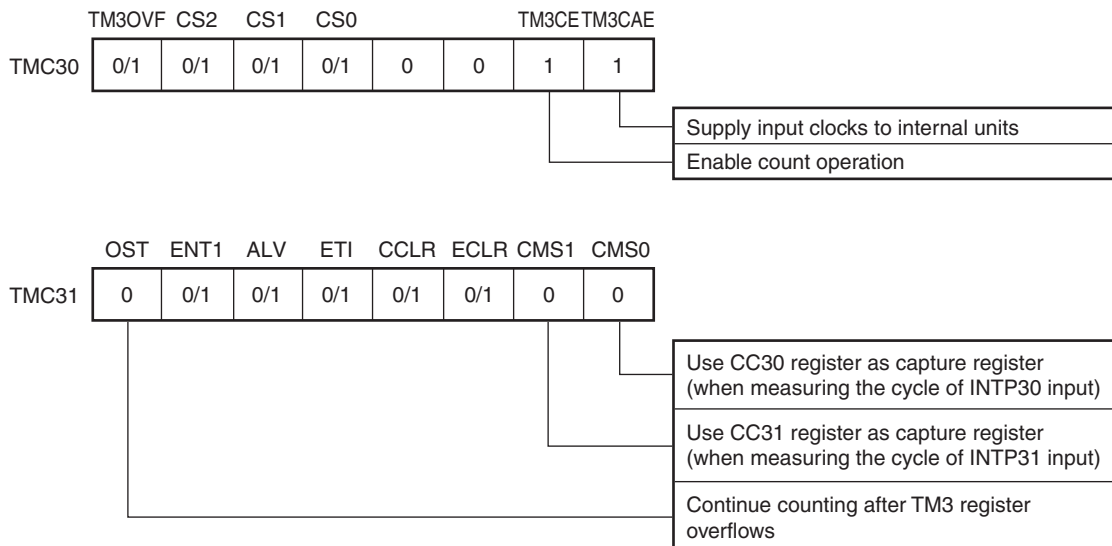 TM3OVF CS2 CS1 CS0 TM3CE TM3CAE
TMC30 0/1 0/1 0/1 0/1 0 0 1 1
Supply input clocks to internal units
Enable count operation
OST ENT1 ALV ETI CCLR ECLR CMS1 CMS0
TMC31 0 0/1 0/1 0/1 0/1 0/1 0 0
Use CC30 register as capture register
(when measuring the cycle of INTP30 input)
Use CC31 register as capture register
(when measuring the cycle of INTP31 input)
Continue counting after TM3 register
overflows